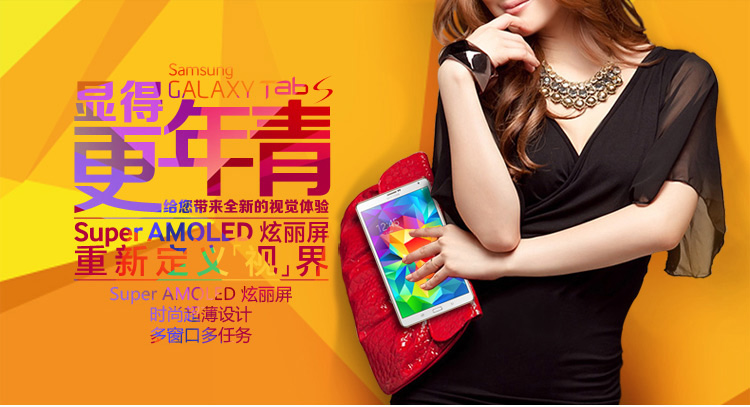 Samsung
GALAXY Tab S
显得
更年青
给您带来全新的视觉体验
Super AMOLED 炫丽屏
重新定义「视」界
Super AMOLED 炫丽屏
时尚超薄设计
多窗口多任务
12:45